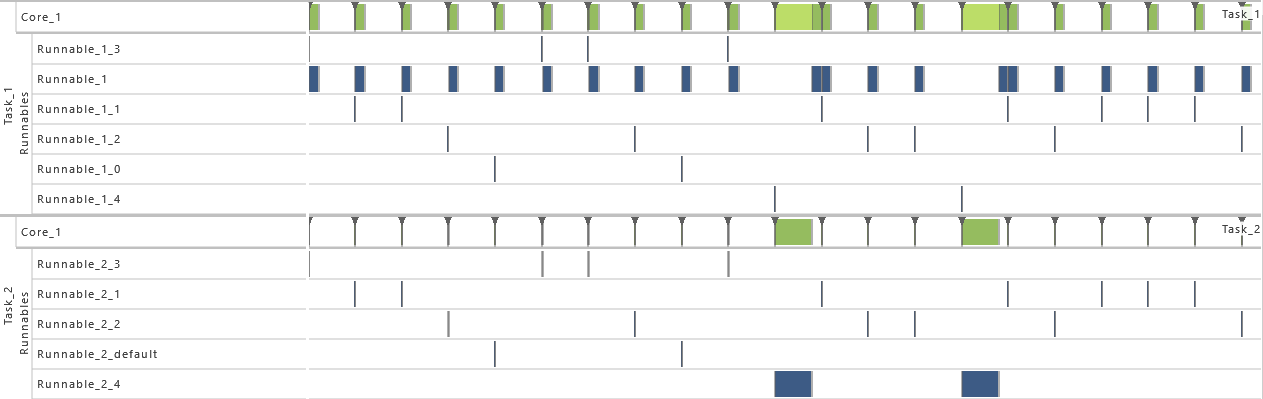 Core_1
Task_1
Runnable_1_3
Runnable_1
Runnable_1_1
Runnable_1_2
Runnable_1_0
Runnable_1_4
Task_1
Runnables
Core_1
Task_2
Runnable_2_3
Runnable_2_1
Runnable_2_2
Runnable_2_default
Runnable_2_4
Task_2
Runnables